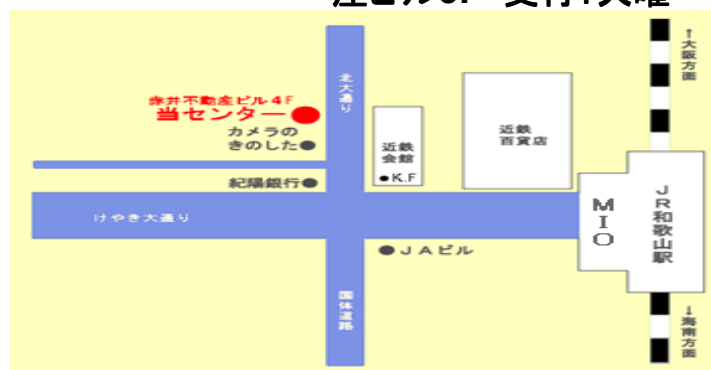 ↑大阪方面
北大通り
赤井不動産ビル4F
当センター
カメラの
きのした
近鉄
会館
K.F
近鉄
百貨店
紀陽銀行
けやき大通り
MIO
JR和歌山駅
JAビル
国体道路
↓海南方面